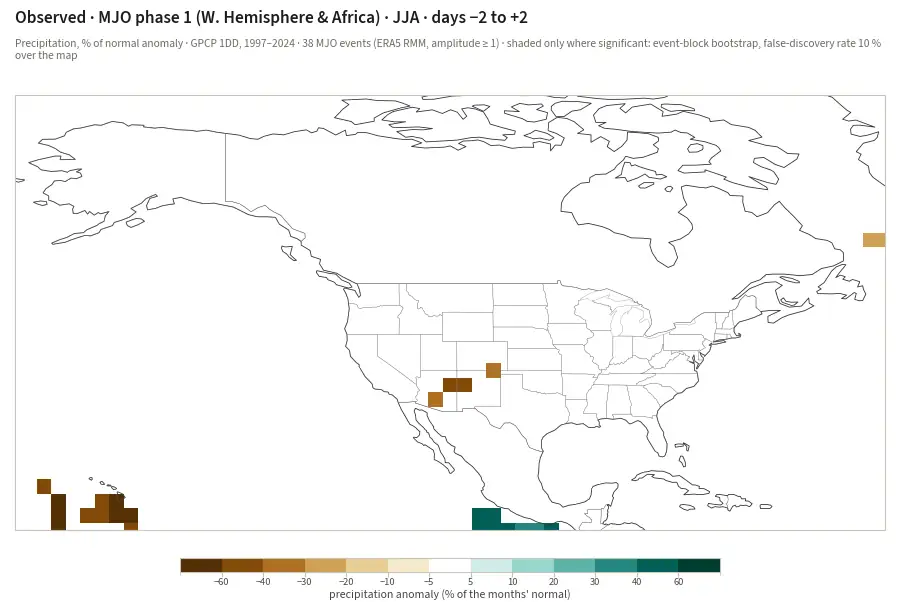 Observed · MJO phase 1 (W. Hemisphere & Africa) · JJA · days −2 to +2
Precipitation, % of normal anomaly · GPCP 1DD, 1997–2024 · 38 MJO events (ERA5 RMM, amplitude ≥ 1) · shaded only where significant: event-block bootstrap, false-discovery rate 10 %
over the map
−60 −40 −30 −20 −10 −5 5 10 20 30 40 60
precipitation anomaly (% of the months' normal)